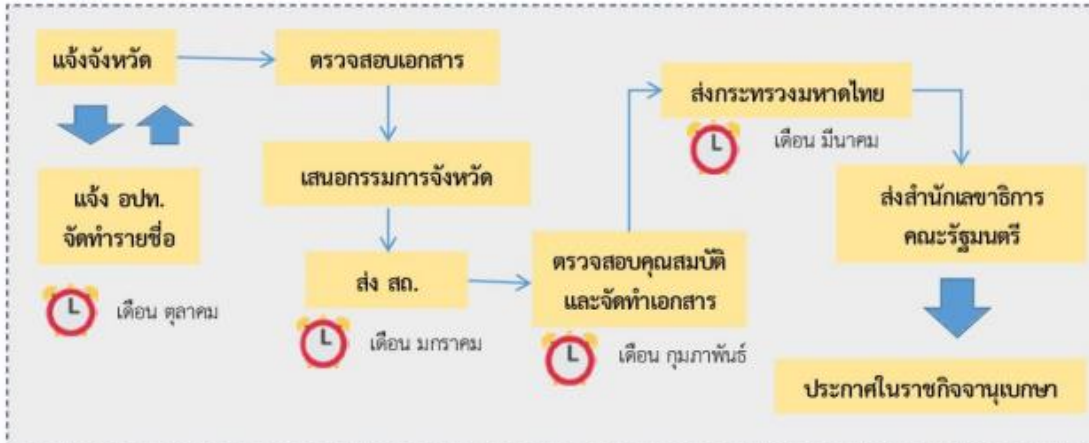 แจ้งจังหวัด
ตรวจสอบเอกสาร
แจ้ง อปท.
จัดทำรายชื่อ
เดือน ตุลาคม
เสนอกรรมการจังหวัด
ส่ง สถ.
เดือน มกราคม
ตรวจสอบคุณสมบัติ
และจัดทำเอกสาร
เดือน กุมภาพันธ์
ส่งกระทรวงมหาดไทย
เดือน มีนาคม
ส่งสำนักเลขาธิการ
คณะรัฐมนตรี
ประกาศในราชกิจจานุเบกษา